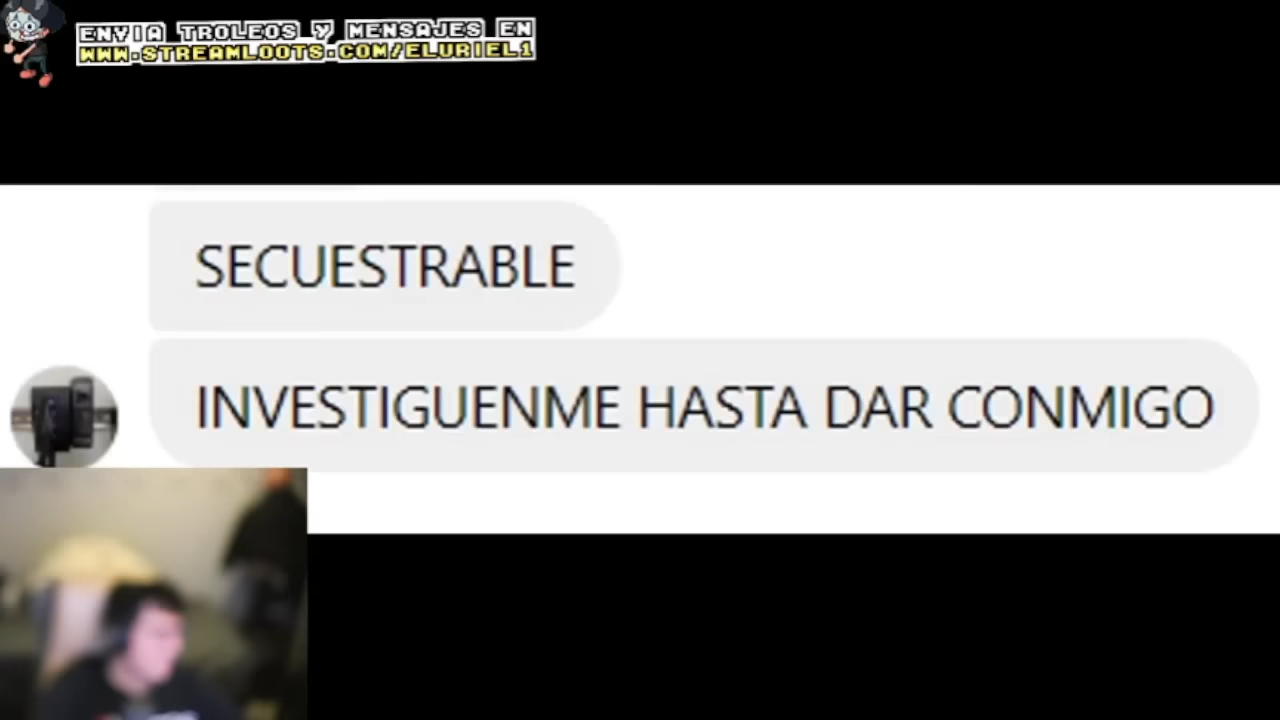 ENVIA TROLEOS Y MENSAJES EN
WWW.STREAMLOOTS.COM/ELURIEL1
SECUESTRABLE
INVESTIGUENME HASTA DAR CONMIGO